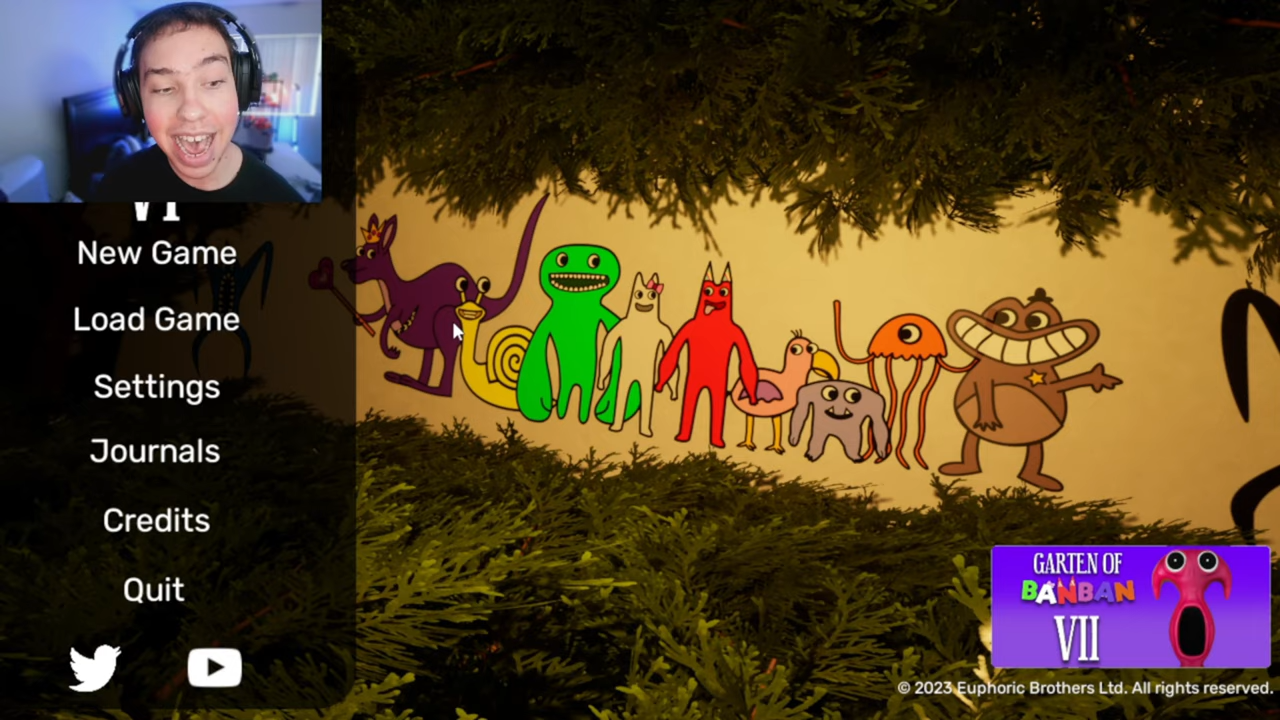 VI
New Game
Load Game
Settings
Journals
Credits
Quit
GARTEN OF
BANBAN
VII
© 2023 Euphoric Brothers Ltd. All rights reserved.